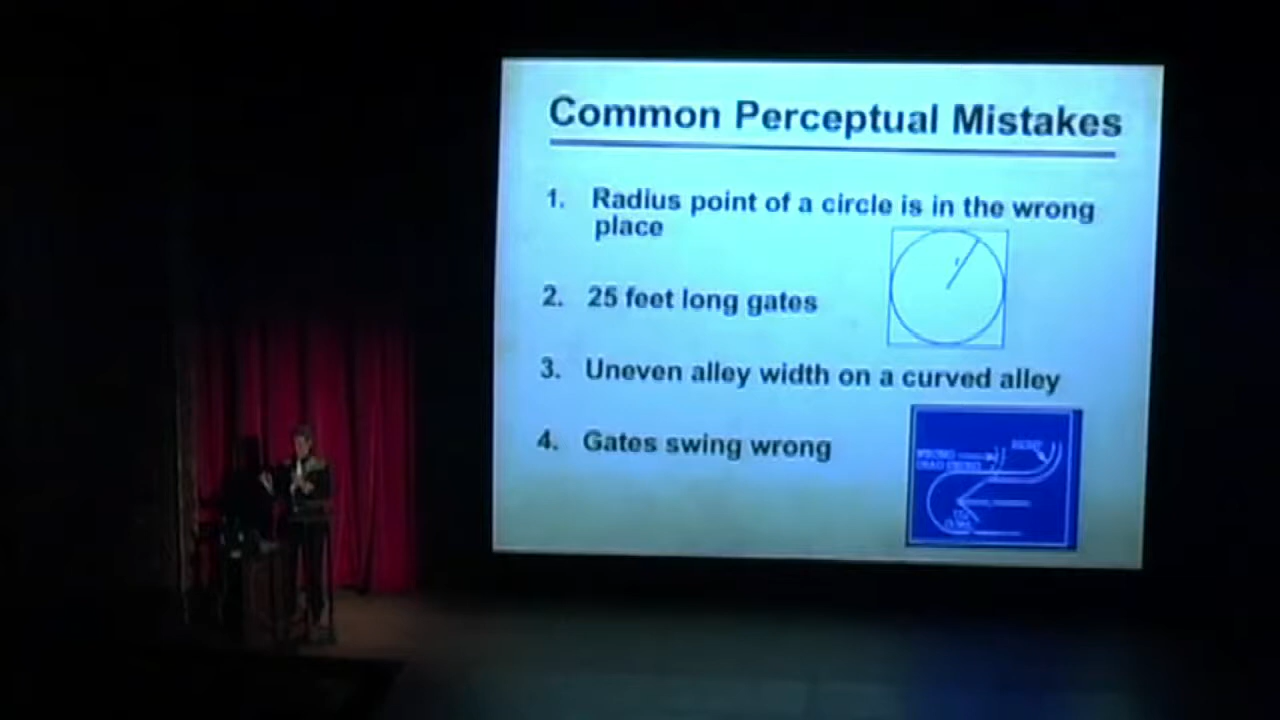 Common Perceptual Mistakes
1. Radius point of a circle is in the wrong
place
r
2. 25 feet long gates
3. Uneven alley width on a curved alley
4. Gates swing wrong
WRONG